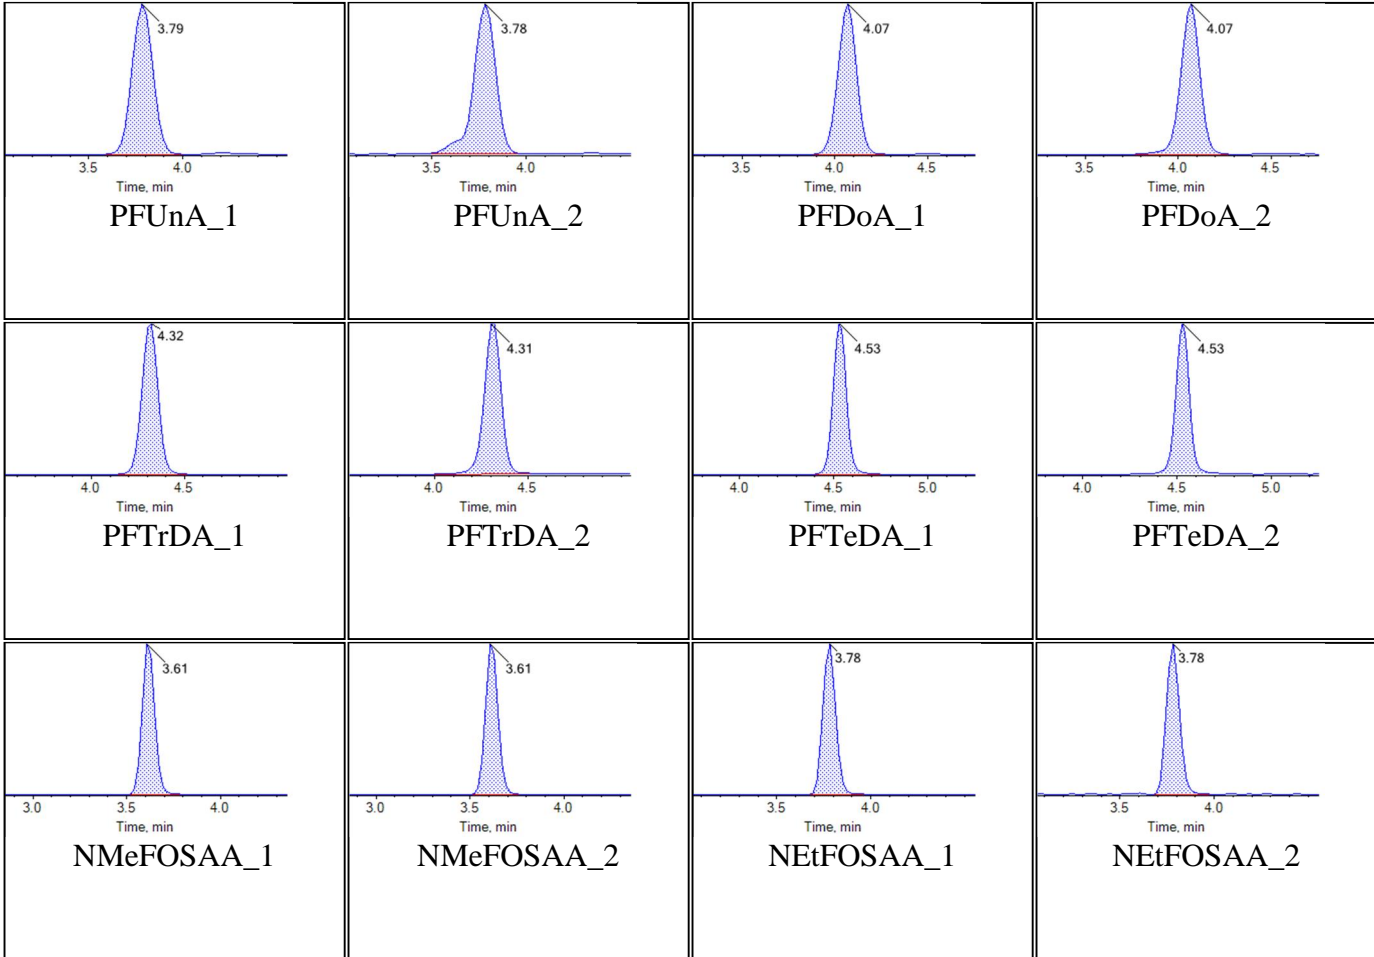 3.79
3.5 4.0
Time, min
PFUnA_1
3.78
3.5 4.0
Time, min
PFUnA_2
4.07
3.5 4.0 4.5
Time, min
PFDoA_1
4.07
3.5 4.0 4.5
Time, min
PFDoA_2
4.32
4.0 4.5
Time, min
PFTrDA_1
4.31
4.0 4.5
Time, min
PFTrDA_2
4.53
4.0 4.5 5.0
Time, min
PFTeDA_1
4.53
4.0 4.5 5.0
Time, min
PFTeDA_2
3.61
3.0 3.5 4.0
Time, min
NMeFOSAA_1
3.61
3.0 3.5 4.0
Time, min
NMeFOSAA_2
3.78
3.5 4.0
Time, min
NEtFOSAA_1
3.78
3.5 4.0
Time, min
NEtFOSAA_2